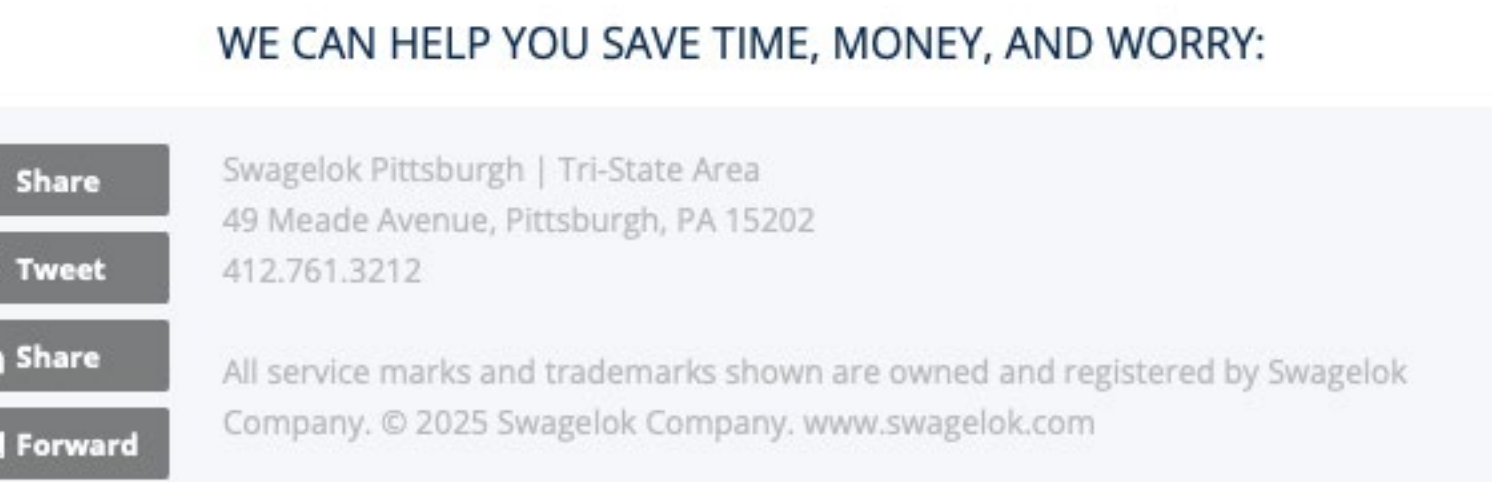 WE CAN HELP YOU SAVE TIME, MONEY, AND WORRY:
Share
Tweet
Share
Forward
Swagelok Pittsburgh | Tri-State Area
49 Meade Avenue, Pittsburgh, PA 15202
412.761.3212
All service marks and trademarks shown are owned and registered by Swagelok
Company. © 2025 Swagelok Company. www.swagelok.com